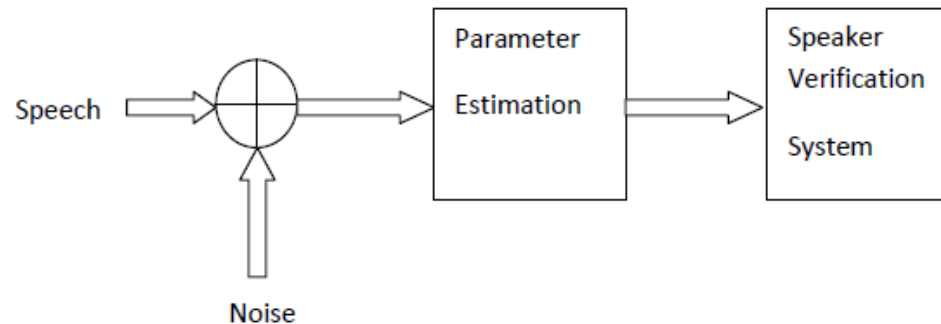 Speech
Noise
Parameter
Estimation
Speaker
Verification
System